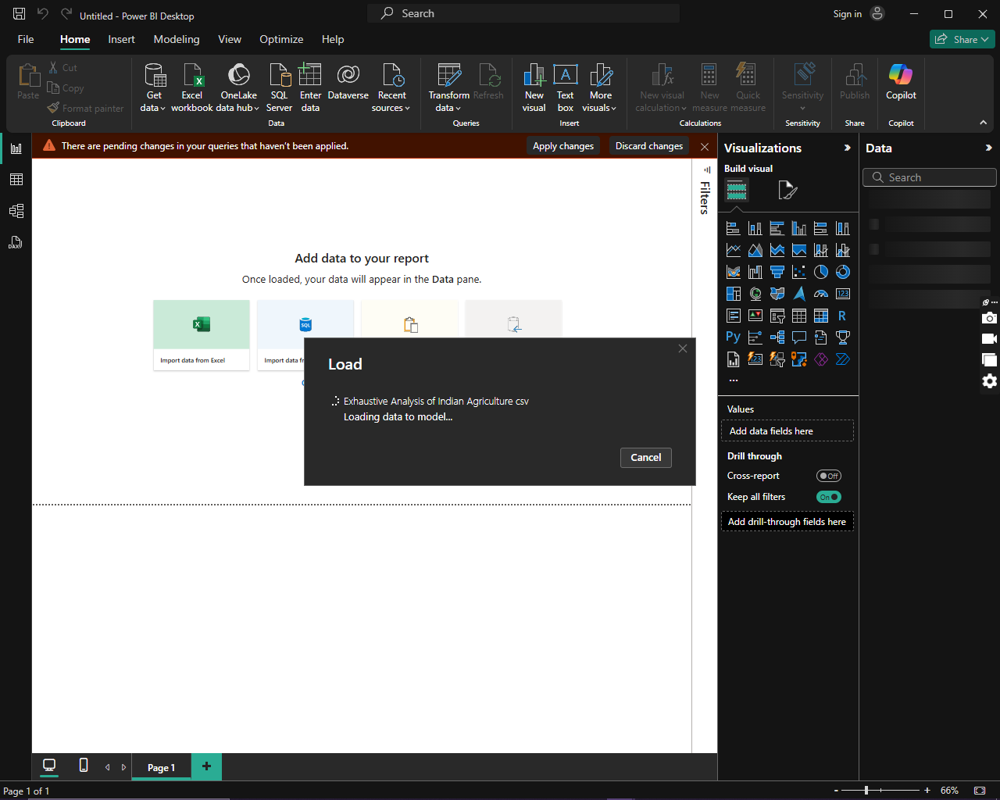 Untitled - Power BI Desktop
Search
Sign in
File
Home
Insert
Modeling
View
Optimize
Help
Share
Paste
Cut
Copy
Format painter
Clipboard
Get data
Excel workbook
OneLake data hub
SQL Server
Enter data
Dataverse
Recent sources
Data
Transform data
Refresh
Queries
New visual
Text box
More visuals
Insert
New visual calculation
New measure
Quick measure
Calculations
Sensitivity
Sensitivity
Publish
Share
Copilot
Copilot
There are pending changes in your queries that haven't been applied.
Apply changes
Discard changes
Filters
Add data to your report
Once loaded, your data will appear in the Data pane.
SQL
Import data from Excel
Import data fr
Load
Exhaustive Analysis of Indian Agriculture csv
Loading data to model...
Cancel
Visualizations
Build visual
123
R
Py
123
...
Values
Add data fields here
Drill through
Cross-report
Off
Keep all filters
On
Add drill-through fields here
Data
Search
DAX
Page 1
Page 1 of 1
66%